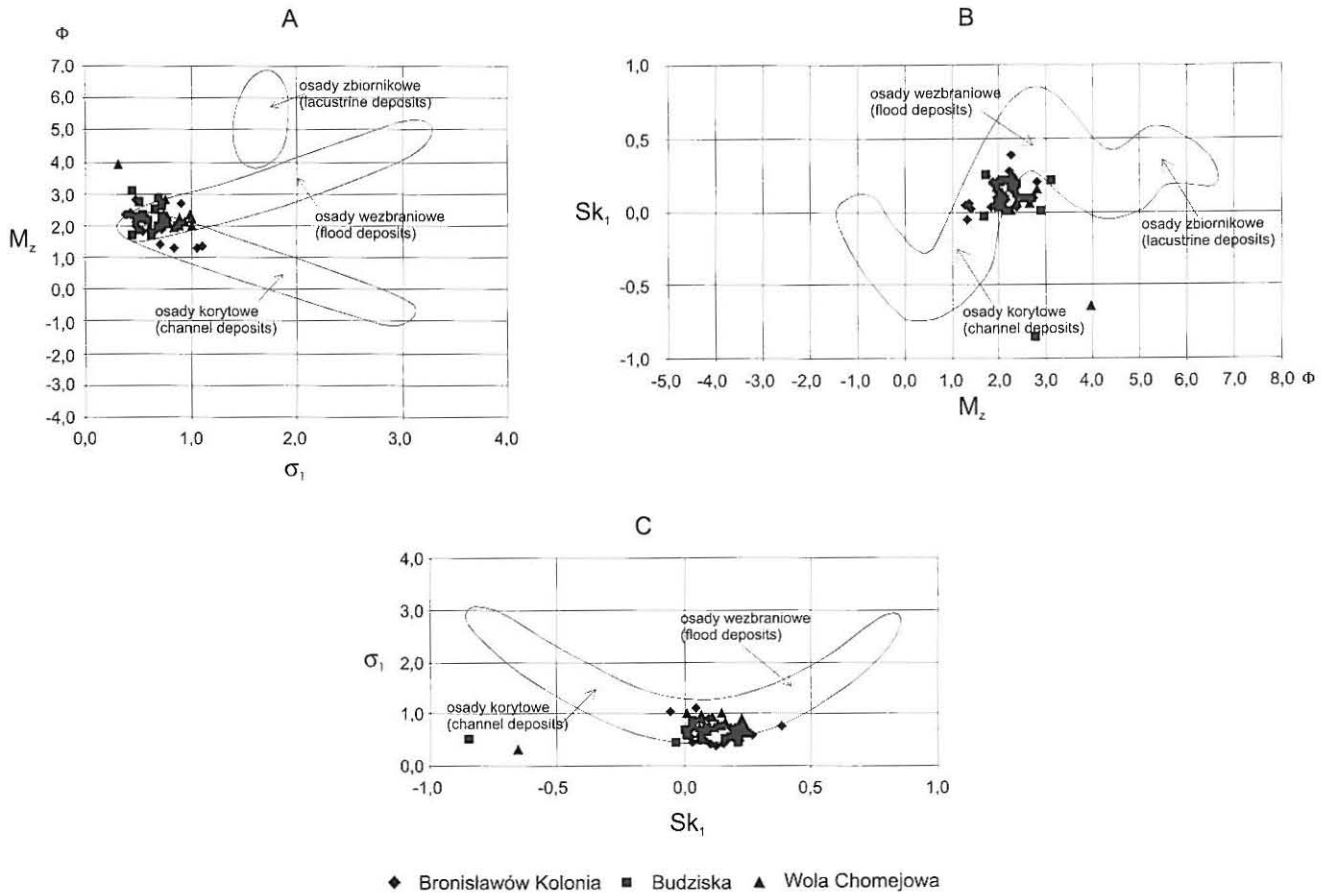 A
Φ
7,0
6,0
5,0
4,0
3,0
2,0
1,0
0,0
-1,0
-2,0
-3,0
-4,0
M_z
osady zbiornikowe
(lacustrine deposits)
osady wezbraniowe
(flood deposits)
osady korytowe
(channel deposits)
0,0 1,0 2,0 3,0 4,0
σ₁
B
1,0
0,5
0,0
-0,5
-1,0
Sk₁
osady wezbraniowe
(flood deposits)
osady zbiornikowe
(lacustrine deposits)
osady korytowe
(channel deposits)
-5,0 -4,0 -3,0 -2,0 -1,0 0,0 1,0 2,0 3,0 4,0 5,0 6,0 7,0 8,0 Φ
M_z
C
4,0
3,0
2,0
1,0
0,0
σ₁
osady wezbraniowe
(flood deposits)
osady korytowe
(channel deposits)
-1,0 -0,5 0,0 0,5 1,0
Sk₁
Bronisławów Kolonia Budziska Wola Chomejowa